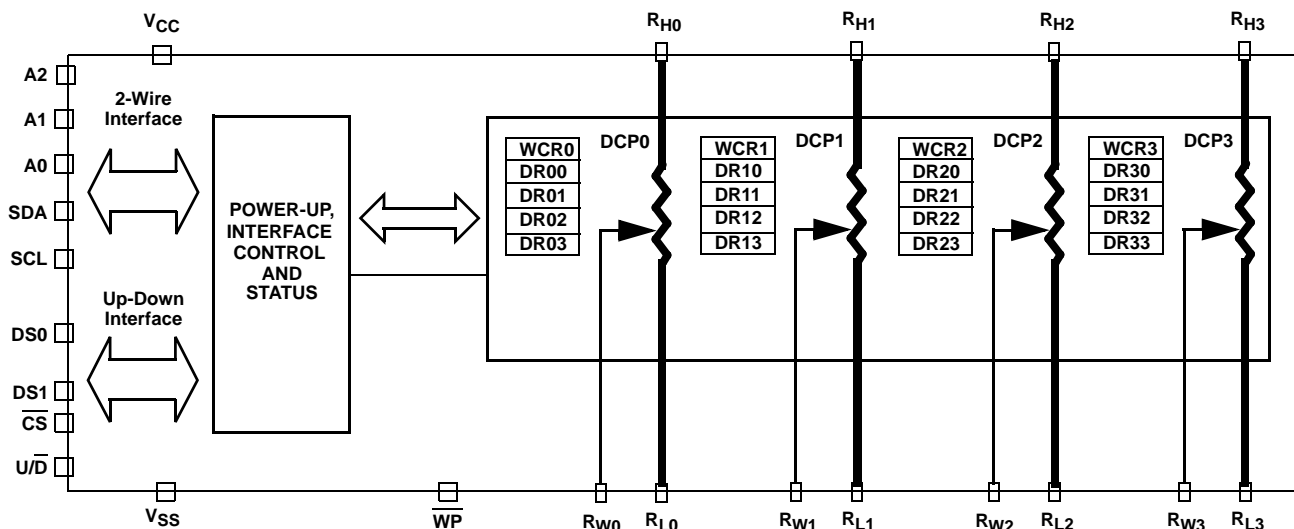 VCC
RH0
RH1
RH2
RH3
A2
A1
A0
SDA
SCL
DS0
DS1
C̅S̅
U/D̅
2-Wire
Interface
Up-Down
Interface
POWER-UP,
INTERFACE
CONTROL
AND
STATUS
WCR0
DR00
DR01
DR02
DR03
DCP0
WCR1
DR10
DR11
DR12
DR13
DCP1
WCR2
DR20
DR21
DR22
DR23
DCP2
WCR3
DR30
DR31
DR32
DR33
DCP3
VSS
W̅P̅
RW0
RL0
RW1
RL1
RW2
RL2
RW3
RL3